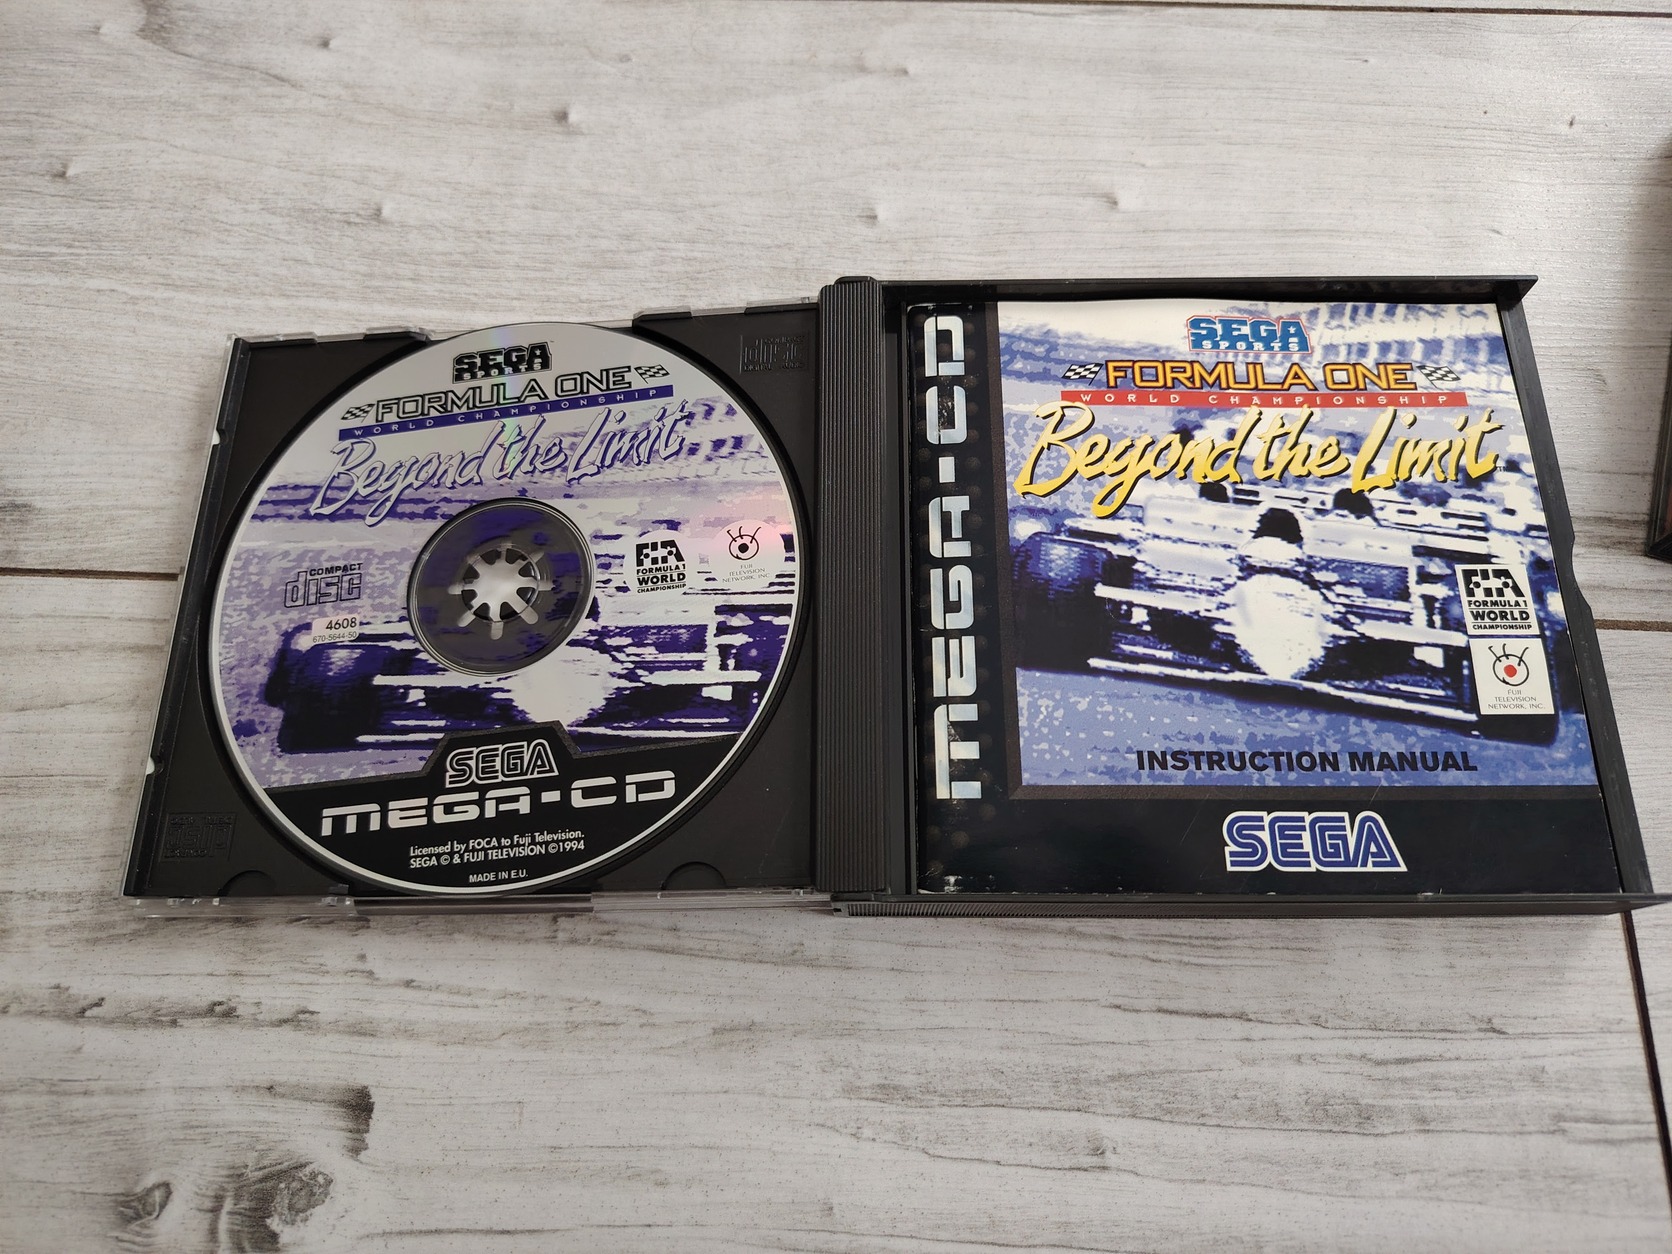 SEGA
SPORTS
FORMULA ONE
WORLD CHAMPIONSHIP
Beyond the Limit
COMPACT
disc
4608
670-5644-50
FIA
FORMULA 1
WORLD
CHAMPIONSHIP
FUJI
TELEVISION
NETWORK, INC.
SEGA
MEGA-CD
Licensed by FOCA to Fuji Television.
SEGA © & FUJI TELEVISION ©1994
MADE IN E.U.
MEGA-CD
SEGA
SPORTS
FORMULA ONE
WORLD CHAMPIONSHIP
Beyond the Limit™
FIA
FORMULA 1
WORLD
CHAMPIONSHIP
FUJI
TELEVISION
NETWORK, INC.
INSTRUCTION MANUAL
SEGA